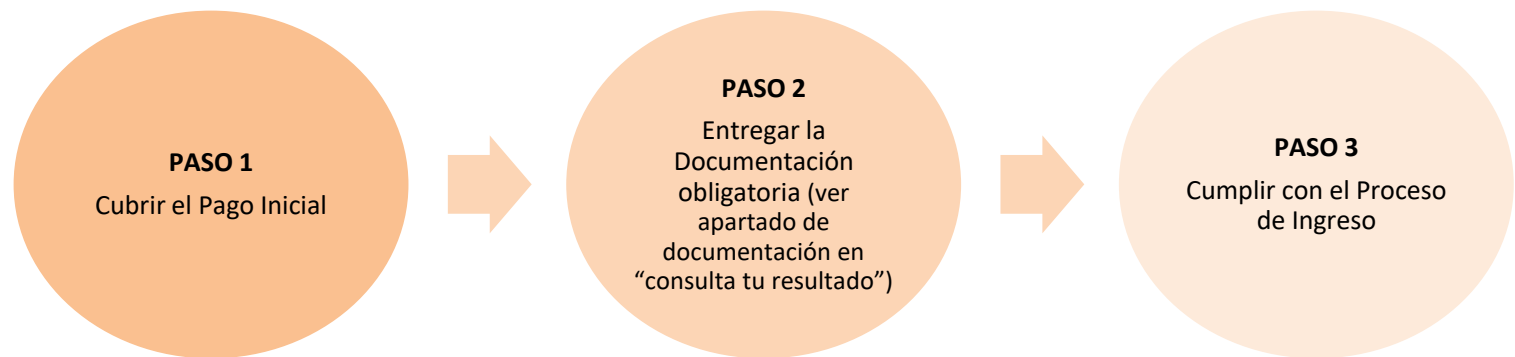 PASO 1
Cubrir el Pago Inicial
PASO 2
Entregar la
Documentación
obligatoria (ver
apartado de
documentación en
“consulta tu resultado”)
PASO 3
Cumplir con el Proceso
de Ingreso